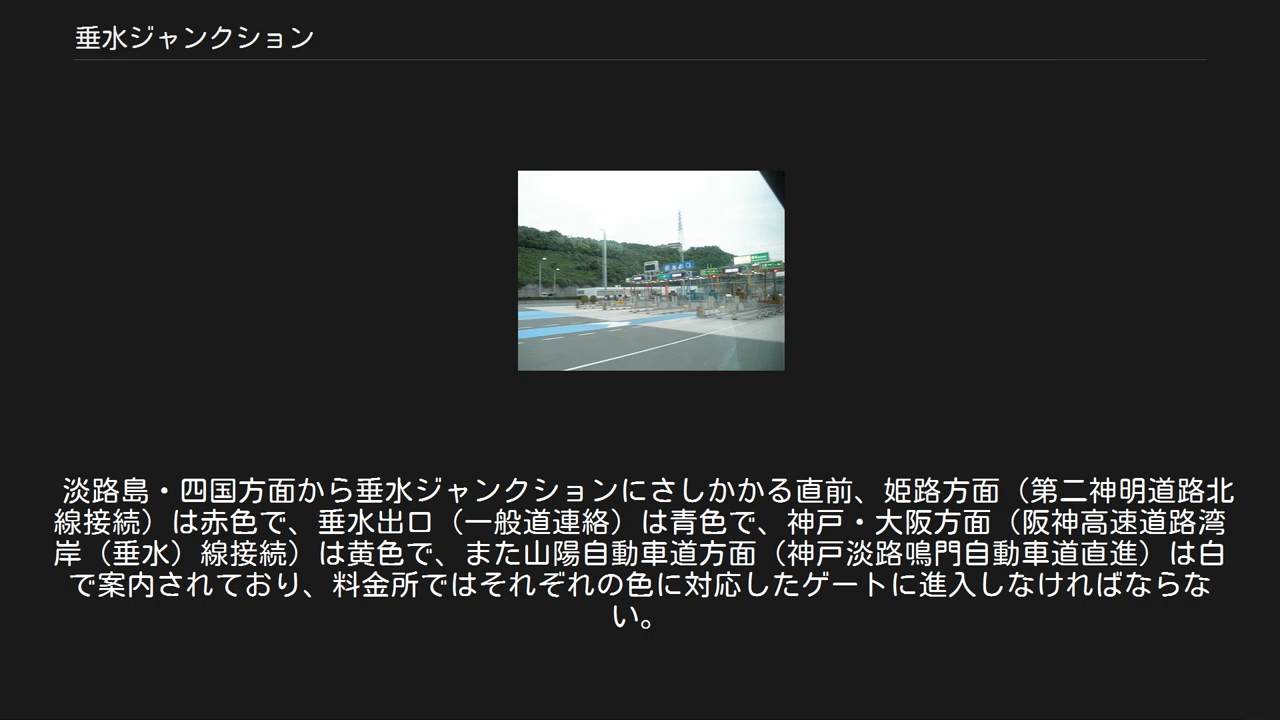 垂水ジャンクション
淡路島・四国方面から垂水ジャンクションにさしかかる直前、姫路方面（第二神明道路北
線接続）は赤色で、垂水出口（一般道連絡）は青色で、神戸・大阪方面（阪神高速道路湾
岸（垂水）線接続）は黄色で、また山陽自動車道方面（神戸淡路鳴門自動車道直進）は白
で案内されており、料金所ではそれぞれの色に対応したゲートに進入しなければならな
い。